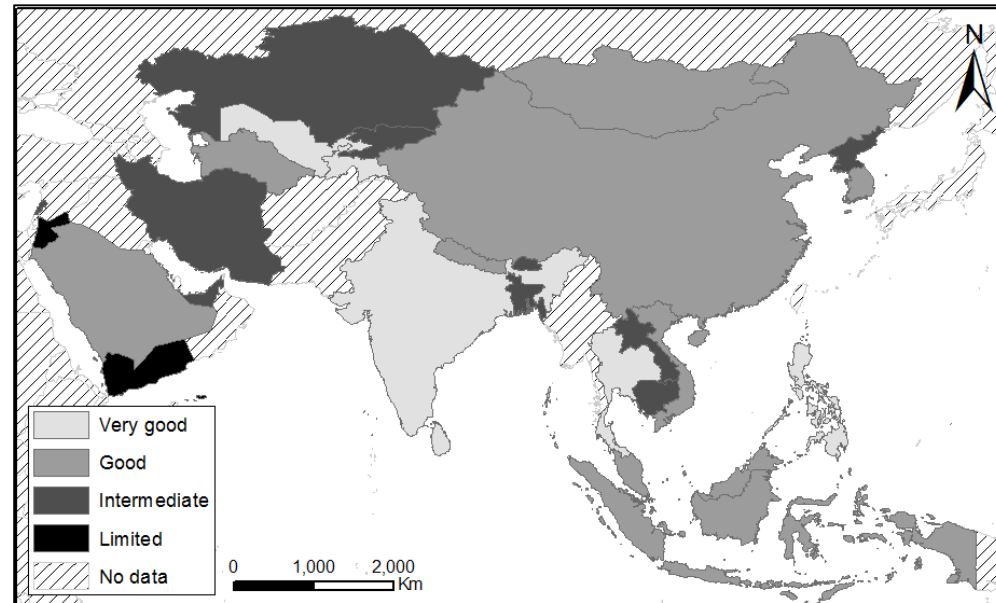 N
Very good
Good
Intermediate
Limited
No data
0 1,000 2,000
Km